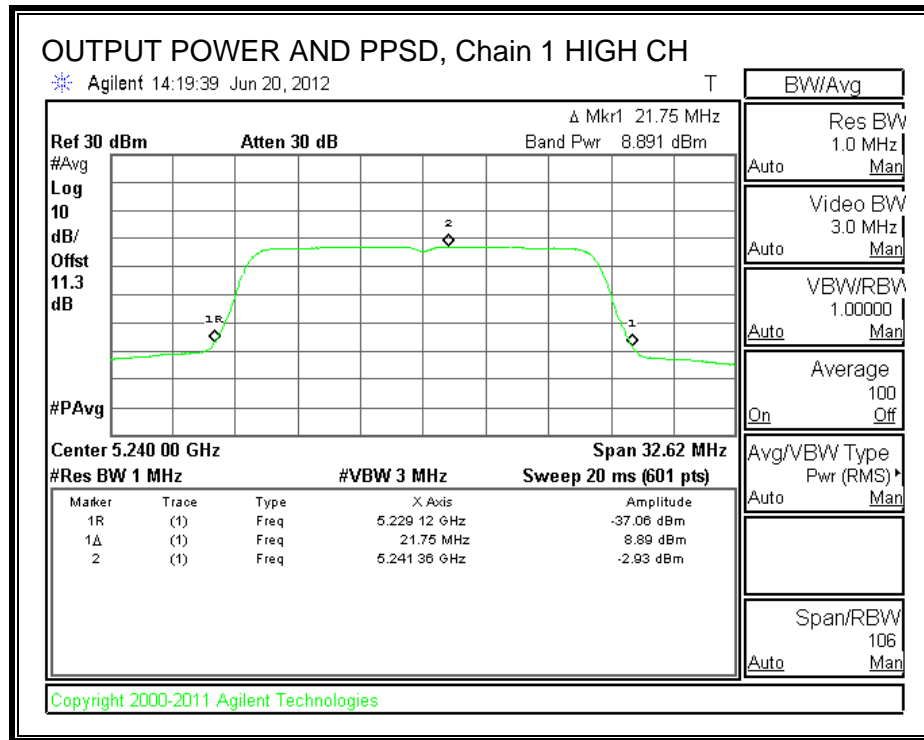 OUTPUT POWER AND PPSD, Chain 1 HIGH CH
Agilent 14:19:39 Jun 20, 2012 T
Δ Mkr1 21.75 MHz
Ref 30 dBm Atten 30 dB Band Pwr 8.891 dBm
#Avg
Log
10
dB/
Offst
11.3
dB
#PAvg
2
1R
1
Center 5.240 00 GHz Span 32.62 MHz
#Res BW 1 MHz #VBW 3 MHz Sweep 20 ms (601 pts)
Marker Trace Type X Axis Amplitude
1R (1) Freq 5.229 12 GHz -37.06 dBm
1Δ (1) Freq 21.75 MHz 8.89 dBm
2 (1) Freq 5.241 36 GHz -2.93 dBm
BW/Avg
Res BW
1.0 MHz
Auto Man
Video BW
3.0 MHz
Auto Man
VBW/RBW
1.00000
Auto Man
Average
100
On Off
Avg/VBW Type
Pwr (RMS)
Auto Man
Span/RBW
106
Auto Man
Copyright 2000-2011 Agilent Technologies